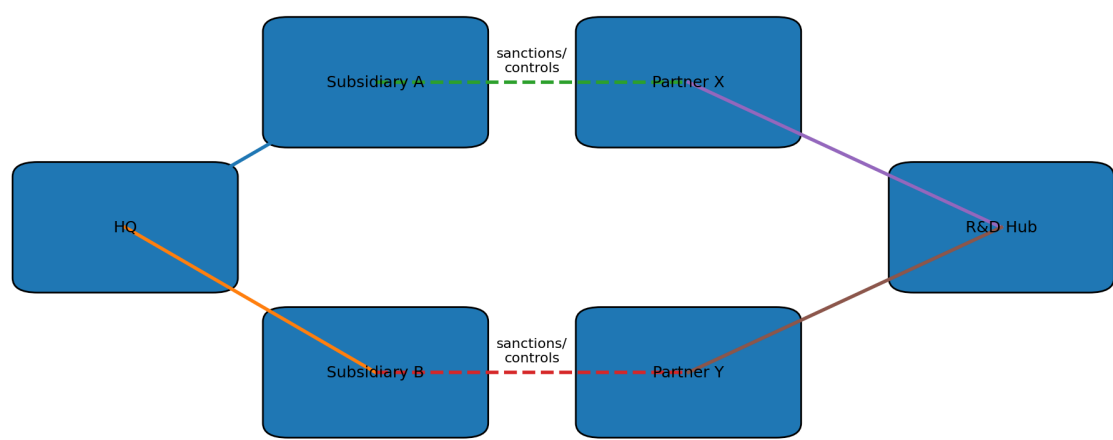 Subsidiary A
sanctions/
controls
Partner X
HQ
R&D Hub
Subsidiary B
sanctions/
controls
Partner Y